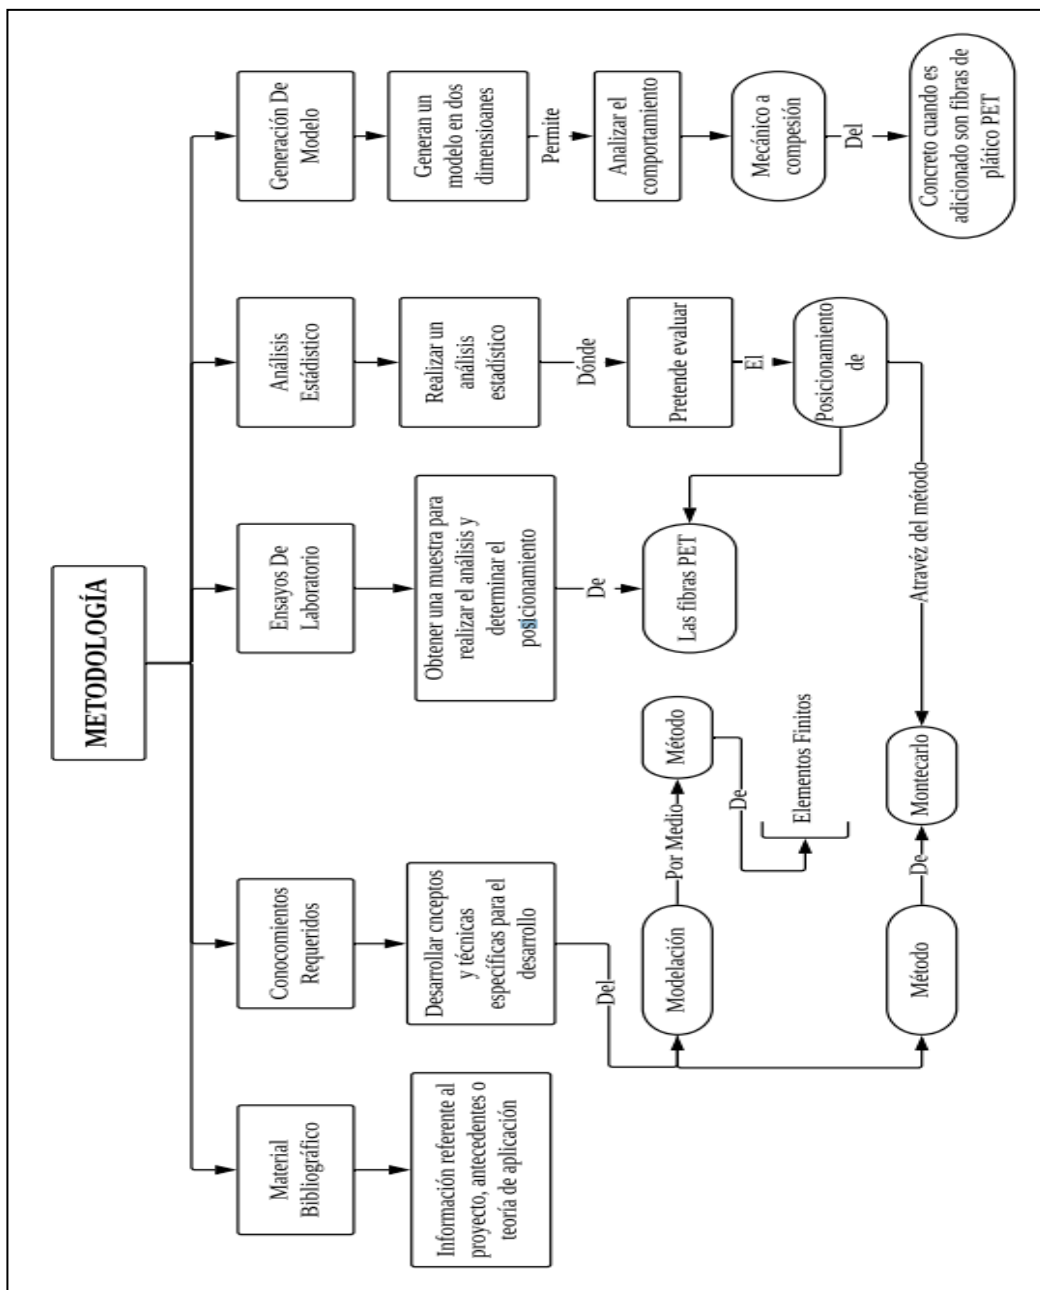 METODOLOGÍA
Material
Bibliográfico
Conocomientos
Requeridos
Ensayos De
Laboratorio
Análisis
Estádistico
Generación De
Modelo
Información referente al
proyecto, antecedentes o
teoría de aplicación
Desarrollar cnceptos
y técnicas
específicas para el
desarrollo
Obtener una muestra para
realizar el análisis y
determinar el
posicionamiento
Realizar un
análisis
estadístico
Generan un
modelo en dos
dimensioanes
Del
De
Dónde
Permite
Modelación
Por Medio
Método
De
Elementos Finitos
Las fibras PET
Pretende evaluar
Analizar el
comportamiento
El
Mecánico a
compesión
Posicionamiento
de
Del
Método
De
Montecarlo
Atravéz del método
Concreto cuando es
adicionado son fibras de
plático PET